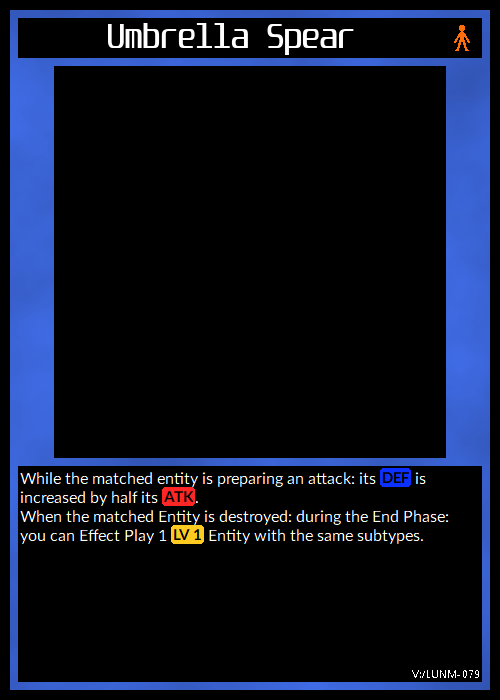 Umbrella Spear
While the matched entity is preparing an attack: its DEF is
increased by half its ATK.
When the matched Entity is destroyed: during the End Phase:
you can Effect Play 1 LV 1 Entity with the same subtypes.
V:/LUNM-079